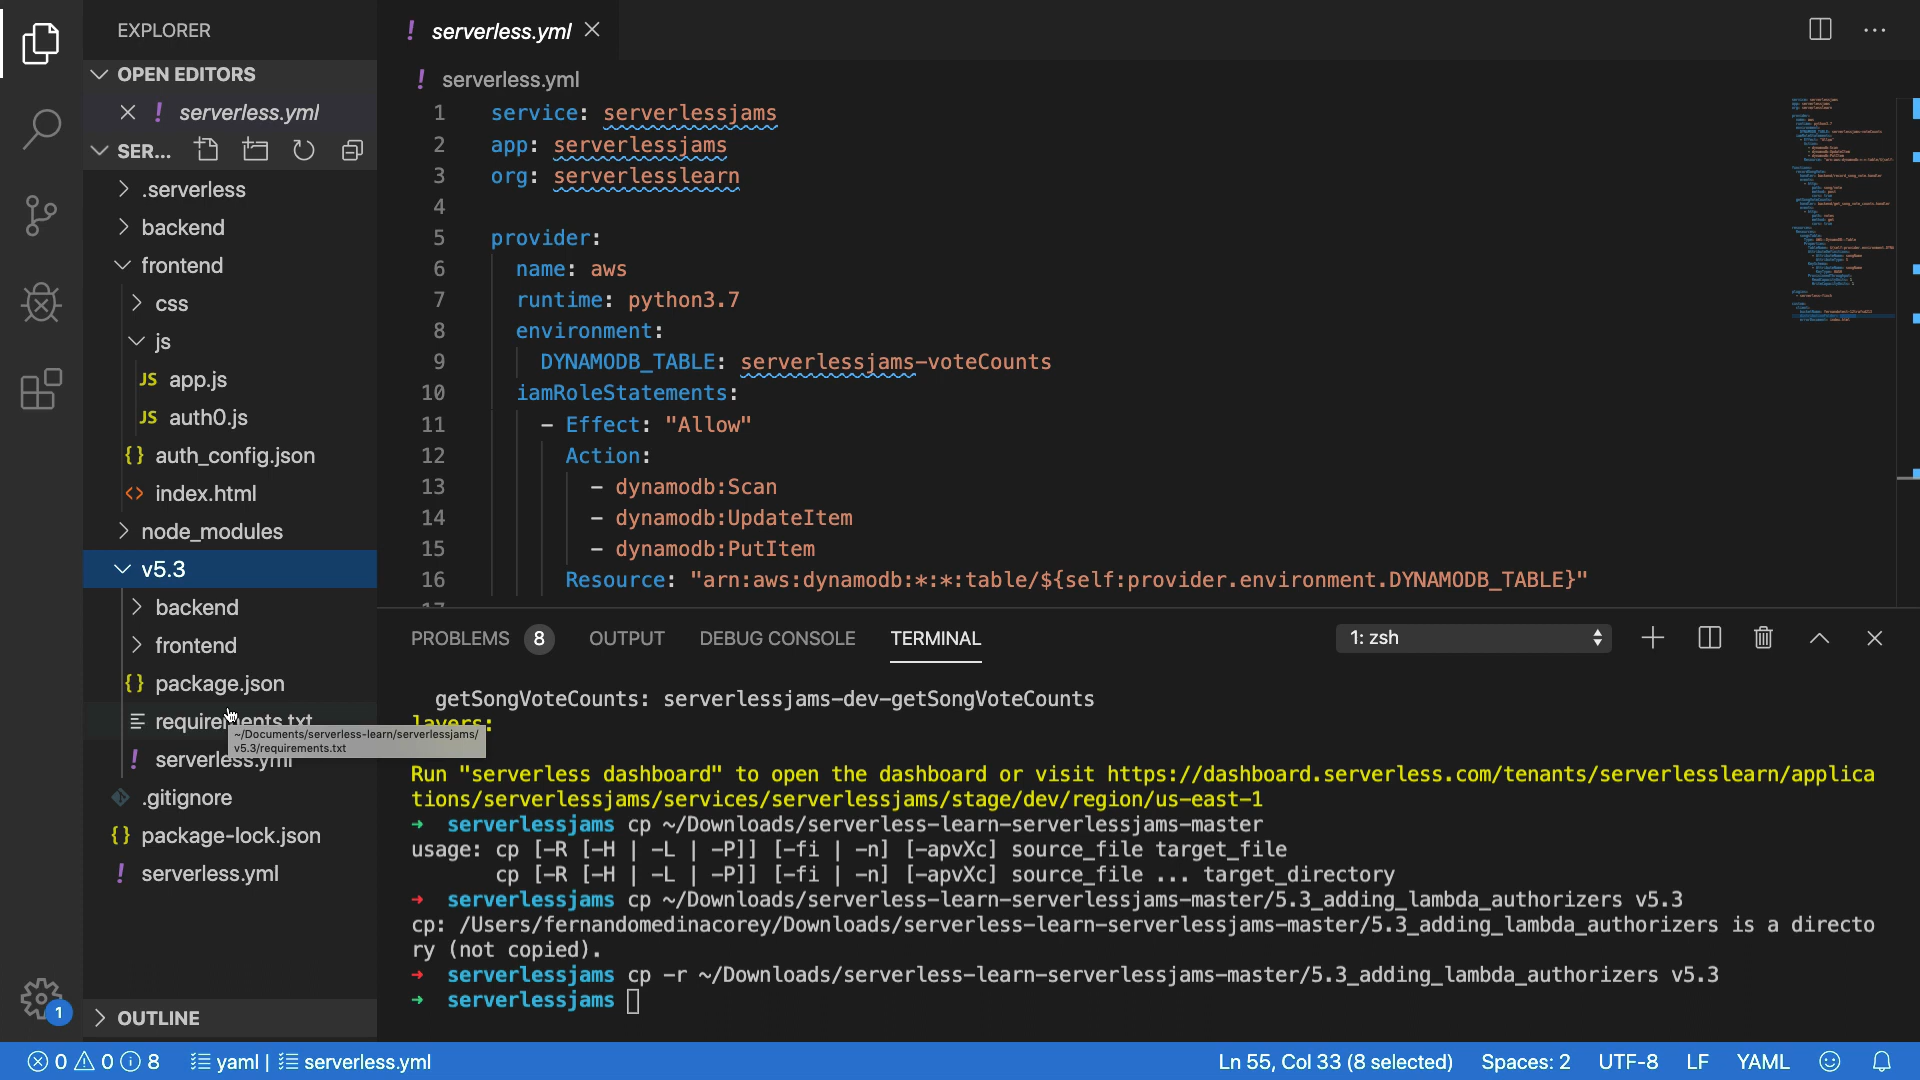 EXPLORER
OPEN EDITORS
serverless.yml
SER...
.serverless
backend
frontend
css
js
JS app.js
JS auth0.js
{} auth_config.json
<> index.html
node_modules
v5.3
backend
frontend
{} package.json
requirements.txt
~/Documents/serverless-learn/serverlessjams/
v5.3/requirements.txt
! serverless.yml
.gitignore
{} package-lock.json
! serverless.yml
OUTLINE
1
! serverless.yml
! serverless.yml
1 service: serverlessjams
2 app: serverlessjams
3 org: serverlesslearn
4
5 provider:
6 name: aws
7 runtime: python3.7
8 environment:
9 DYNAMODB_TABLE: serverlessjams-voteCounts
10 iamRoleStatements:
11 - Effect: "Allow"
12 Action:
13 - dynamodb:Scan
14 - dynamodb:UpdateItem
15 - dynamodb:PutItem
16 Resource: "arn:aws:dynamodb:*:*:table/${self:provider.environment.DYNAMODB_TABLE}"
17
PROBLEMS 8 OUTPUT DEBUG CONSOLE TERMINAL 1: zsh
getSongVoteCounts: serverlessjams-dev-getSongVoteCounts
layers:
Run "serverless dashboard" to open the dashboard or visit https://dashboard.serverless.com/tenants/serverlesslearn/applica
tions/serverlessjams/services/serverlessjams/stage/dev/region/us-east-1
→ serverlessjams cp ~/Downloads/serverless-learn-serverlessjams-master
usage: cp [-R [-H | -L | -P]] [-fi | -n] [-apvXc] source_file target_file
cp [-R [-H | -L | -P]] [-fi | -n] [-apvXc] source_file ... target_directory
→ serverlessjams cp ~/Downloads/serverless-learn-serverlessjams-master/5.3_adding_lambda_authorizers v5.3
cp: /Users/fernandomedinacorey/Downloads/serverless-learn-serverlessjams-master/5.3_adding_lambda_authorizers is a directo
ry (not copied).
→ serverlessjams cp -r ~/Downloads/serverless-learn-serverlessjams-master/5.3_adding_lambda_authorizers v5.3
→ serverlessjams
0 0 8 yaml | serverless.yml Ln 55, Col 33 (8 selected) Spaces: 2 UTF-8 LF YAML